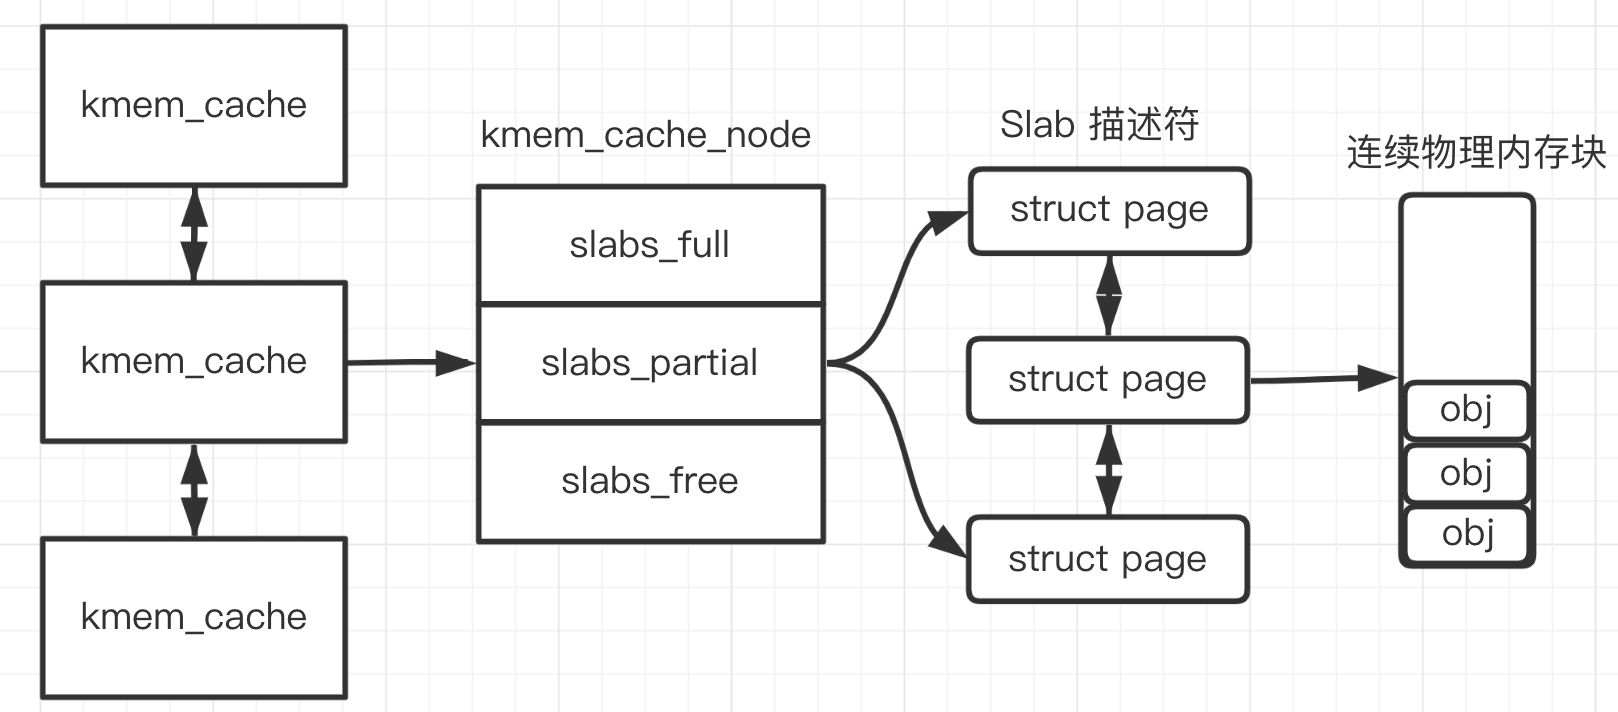 kmem_cache
kmem_cache
kmem_cache
kmem_cache_node
slabs_full
slabs_partial
slabs_free
Slab 描述符
struct page
struct page
struct page
连续物理内存块
obj
obj
obj